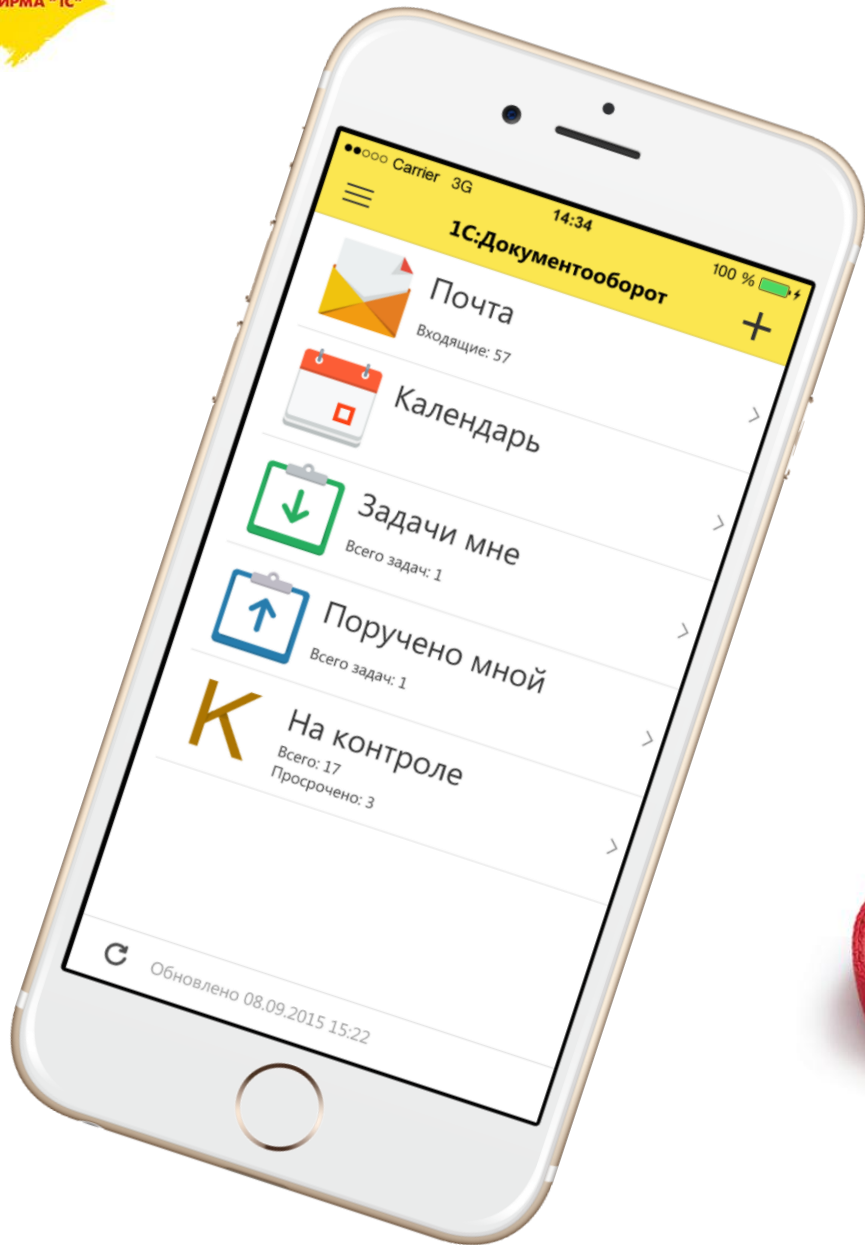 ИРМА "1С"
Carrier 3G 14:34 100 %
1С:Документооборот
Почта
Входящие: 57
Календарь
Задачи мне
Всего задач: 1
Поручено мной
Всего задач: 1
К
На контроле
Всего: 17
Просрочено: 3
Обновлено 08.09.2015 15:22